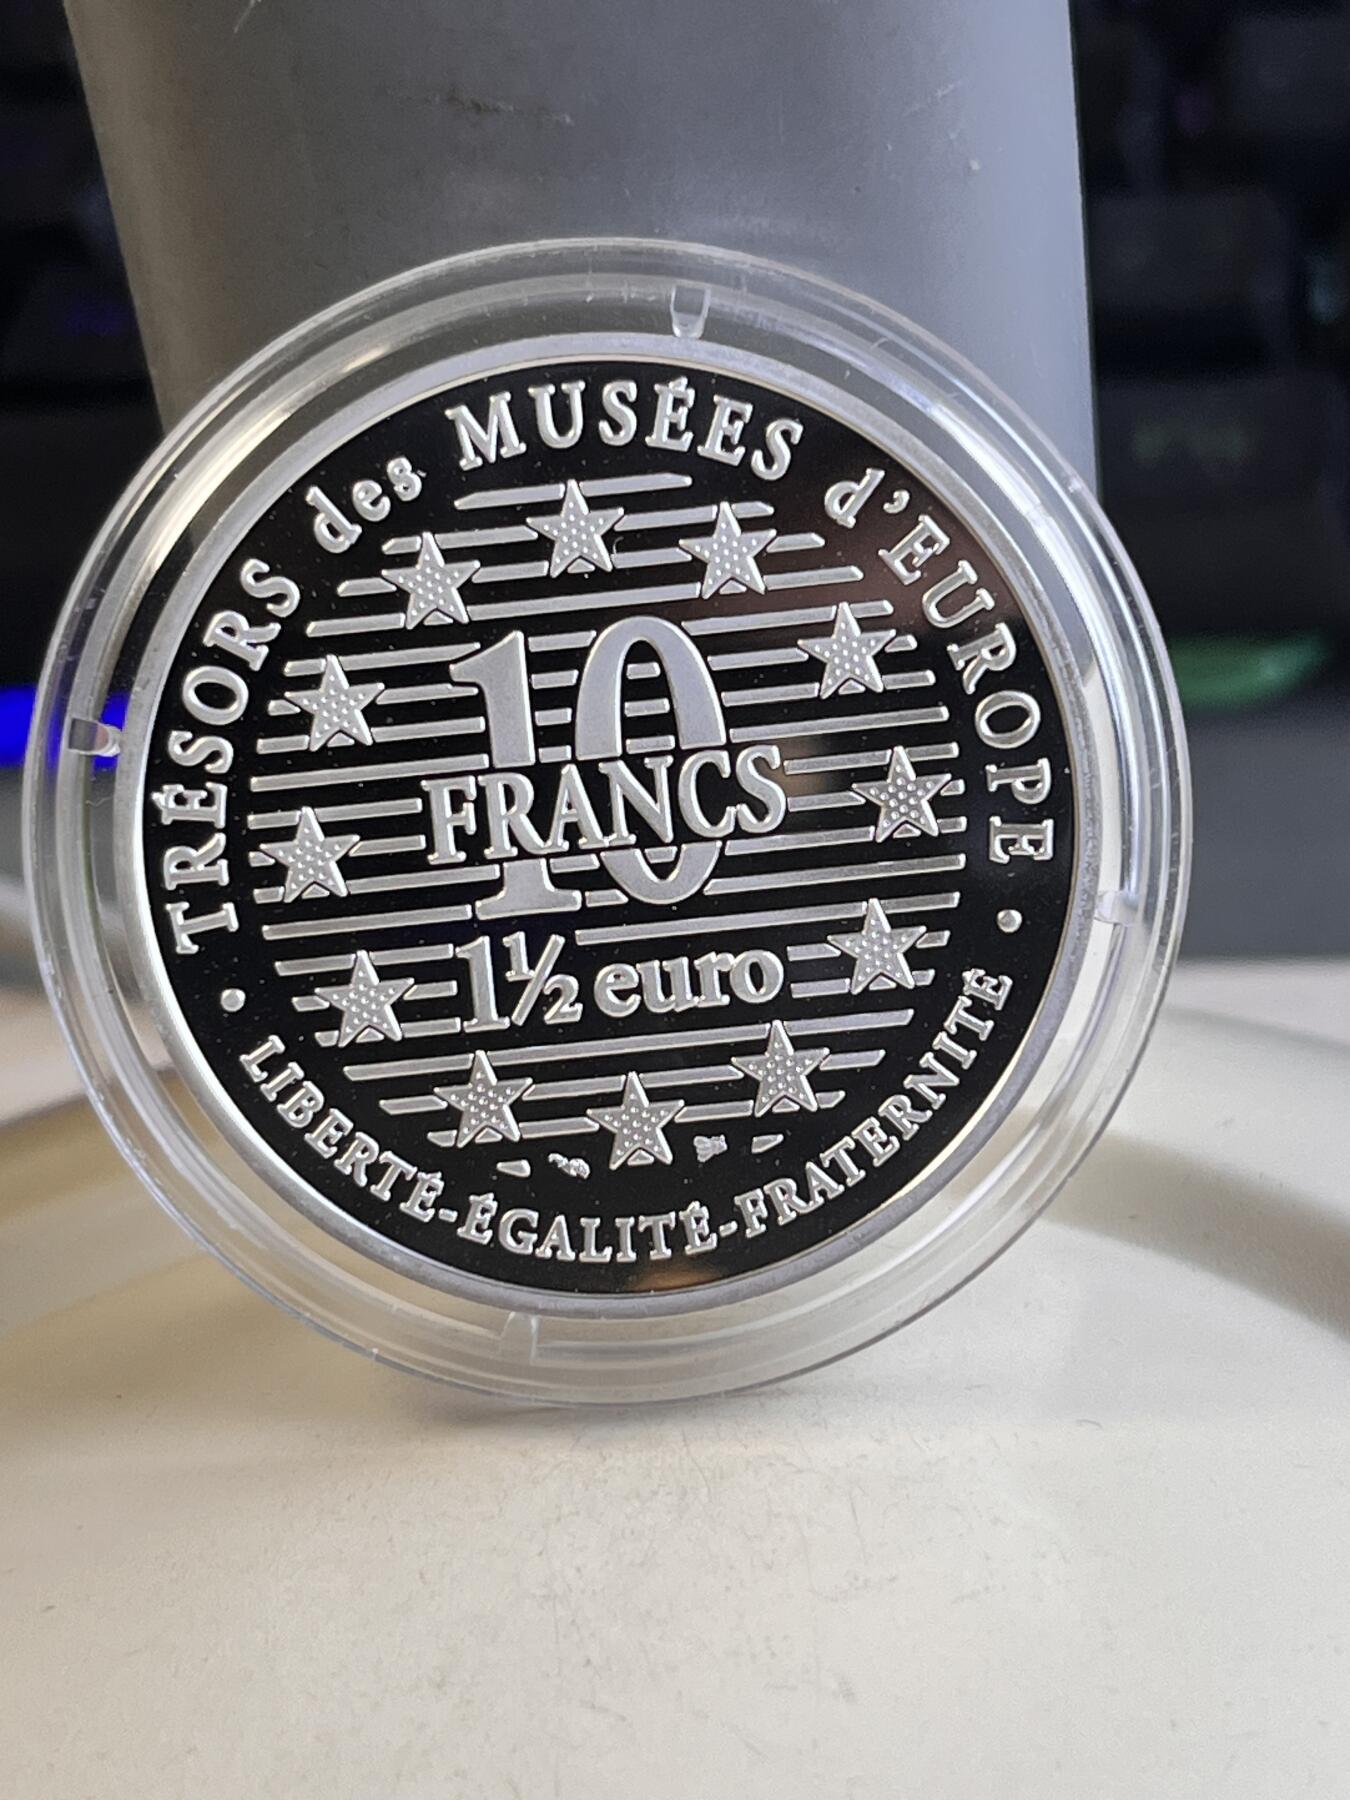 TRÉSORS des MUSÉES d'EUROPE
10
FRANCS
1½ euro
LIBERTÉ-ÉGALITÉ-FRATERNITÉ